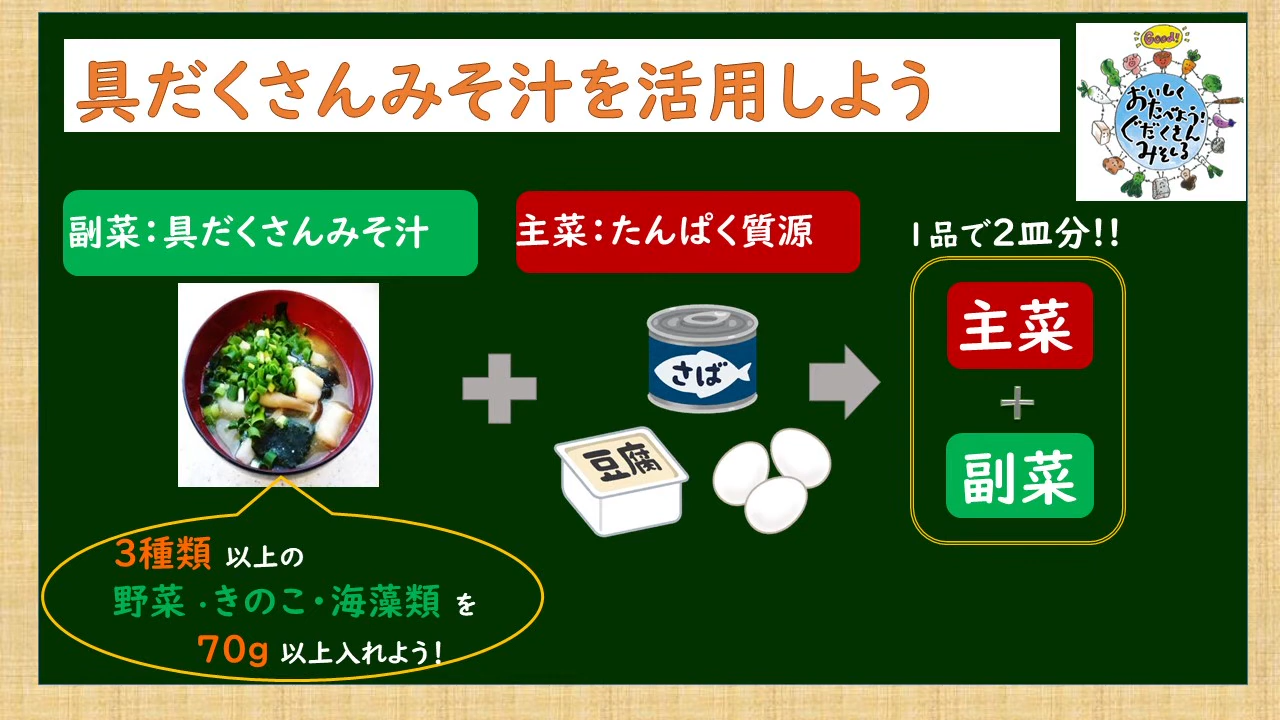 具だくさんみそ汁を活用しよう
Good!
おいしく
たべよう!
ぐだくさん
みそしる
副菜：具だくさんみそ汁
主菜：たんぱく質源
1品で2皿分!!
主菜
+
副菜
さば
豆腐
3種類 以上の
野菜・きのこ・海藻類 を
70g 以上入れよう!